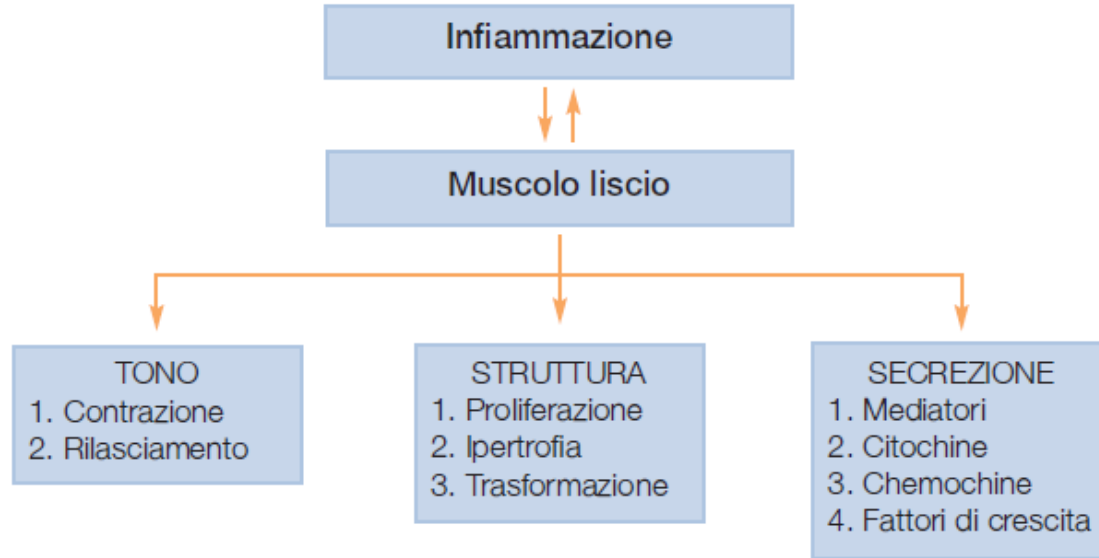 Infiammazione
Muscolo liscio
TONO
1. Contrazione
2. Rilasciamento
STRUTTURA
1. Proliferazione
2. Ipertrofia
3. Trasformazione
SECREZIONE
1. Mediatori
2. Citochine
3. Chemochine
4. Fattori di crescita